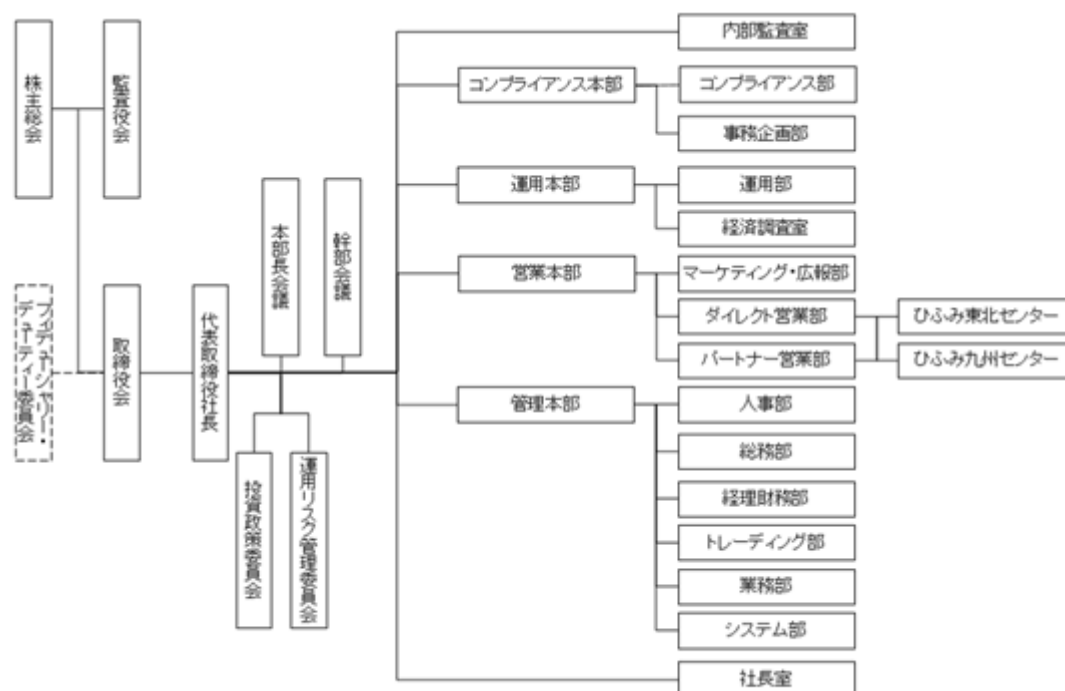 株主総会
監査役会
フィデューシャリー・
デューティー委員会
取締役会
代表取締役社長
本部長会議
幹部会議
投資政策委員会
運用リスク管理委員会
内部監査室
コンプライアンス本部
コンプライアンス部
事務企画部
運用本部
運用部
経済調査室
営業本部
マーケティング・広報部
ダイレクト営業部
ひふみ東北センター
パートナー営業部
ひふみ九州センター
管理本部
人事部
総務部
経理財務部
トレーディング部
業務部
システム部
社長室